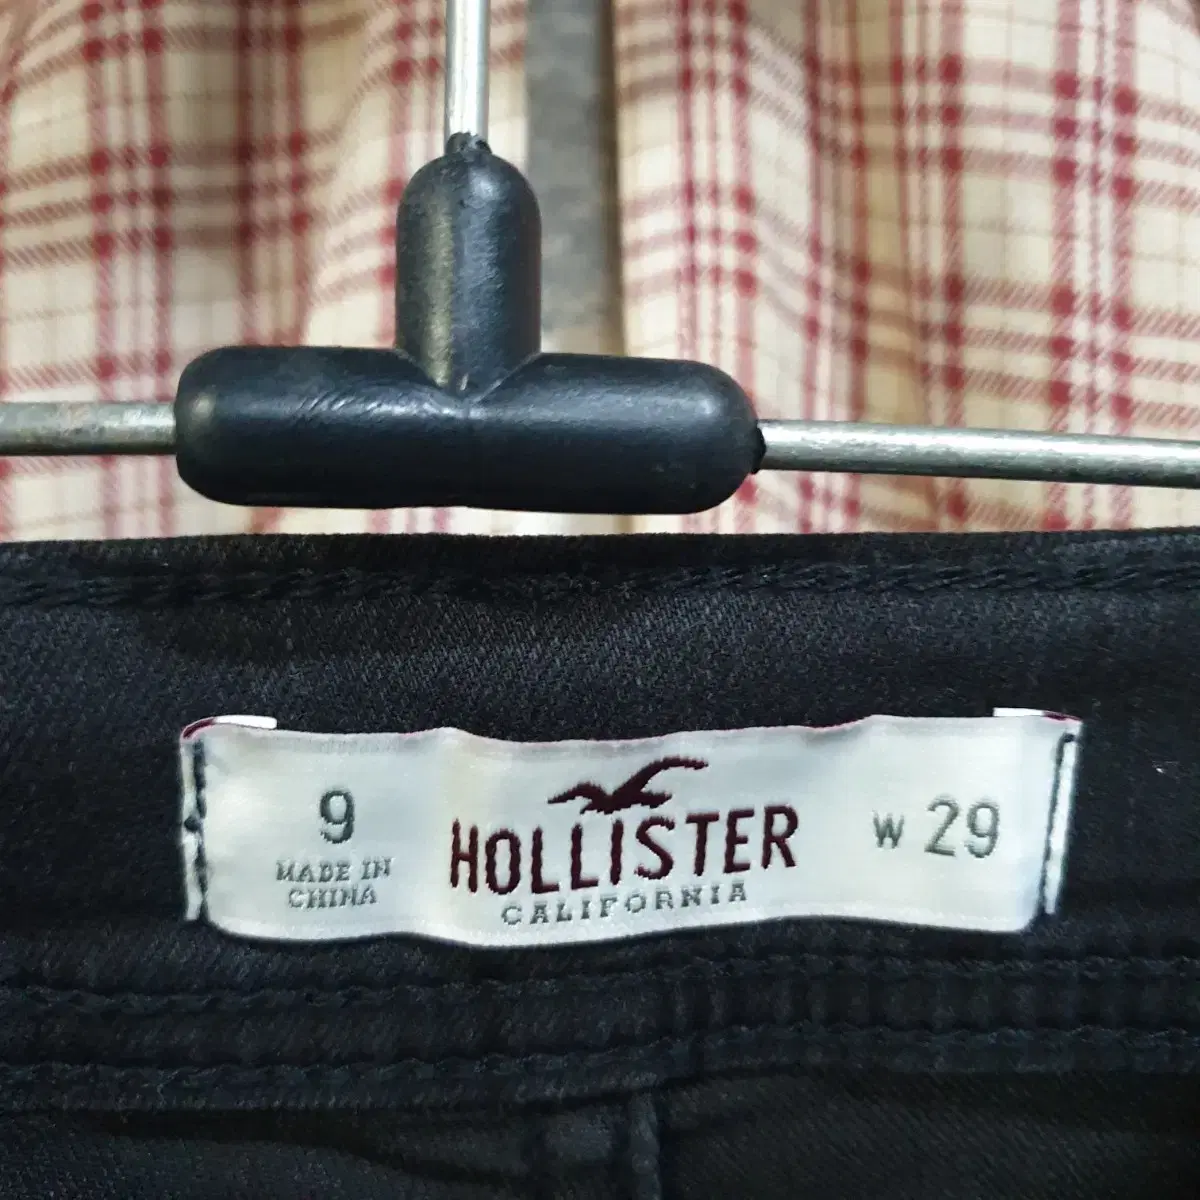 9
MADE IN
CHINA
HOLLISTER
CALIFORNIA
W 29